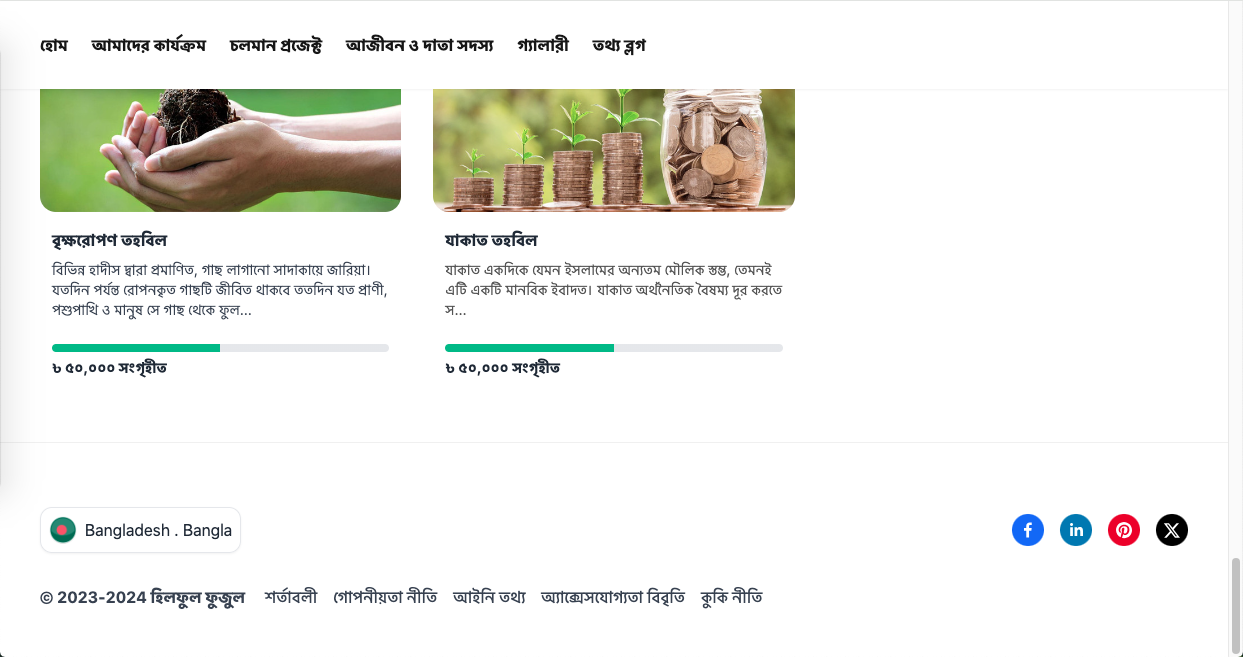 হোম আমাদের কার্যক্রম চলমান প্রজেক্ট আজীবন ও দাতা সদস্য গ্যালারী তথ্য ব্লগ
বৃক্ষরোপণ তহবিল
বিভিন্ন হাদীস দ্বারা প্রমাণিত, গাছ লাগানো সাদাকায়ে জারিয়া।
যতদিন পর্যন্ত রোপনকৃত গাছটি জীবিত থাকবে ততদিন যত প্রাণী,
পশুপাখি ও মানুষ সে গাছ থেকে ফুল...
৳ ৫০,০০০ সংগৃহীত
যাকাত তহবিল
যাকাত একদিকে যেমন ইসলামের অন্যতম মৌলিক স্তম্ভ, তেমনই
এটি একটি মানবিক ইবাদত। যাকাত অর্থনৈতিক বৈষম্য দূর করতে
স...
৳ ৫০,০০০ সংগৃহীত
Bangladesh . Bangla
© 2023-2024 হিলফুল ফুজুল শর্তাবলী গোপনীয়তা নীতি আইনি তথ্য অ্যাক্সেসযোগ্যতা বিবৃতি কুকি নীতি